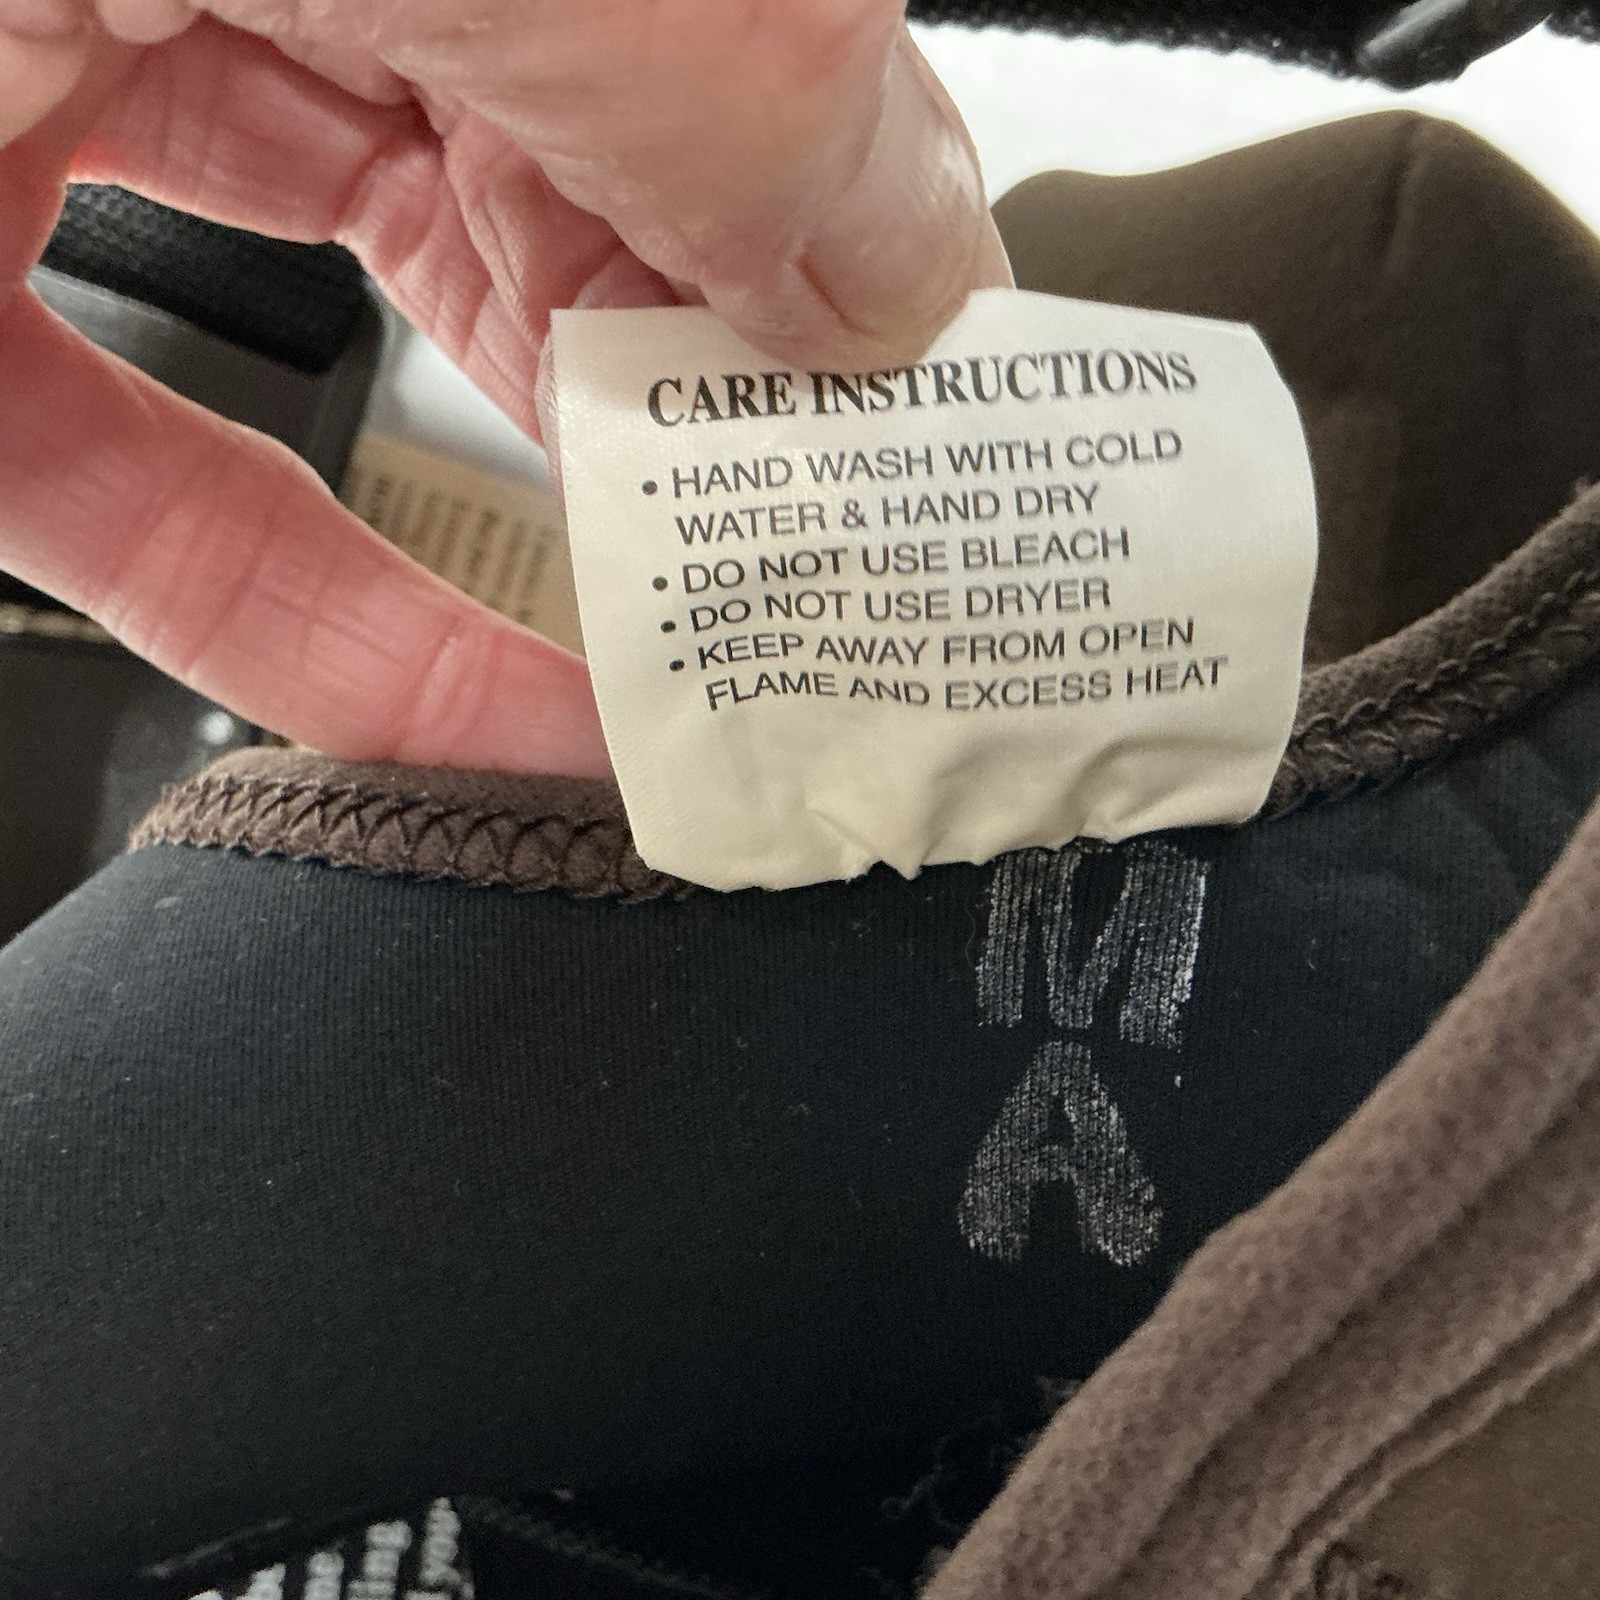 CARE INSTRUCTIONS
• HAND WASH WITH COLD
WATER & HAND DRY
• DO NOT USE BLEACH
• DO NOT USE DRYER
• KEEP AWAY FROM OPEN
FLAME AND EXCESS HEAT
M
A